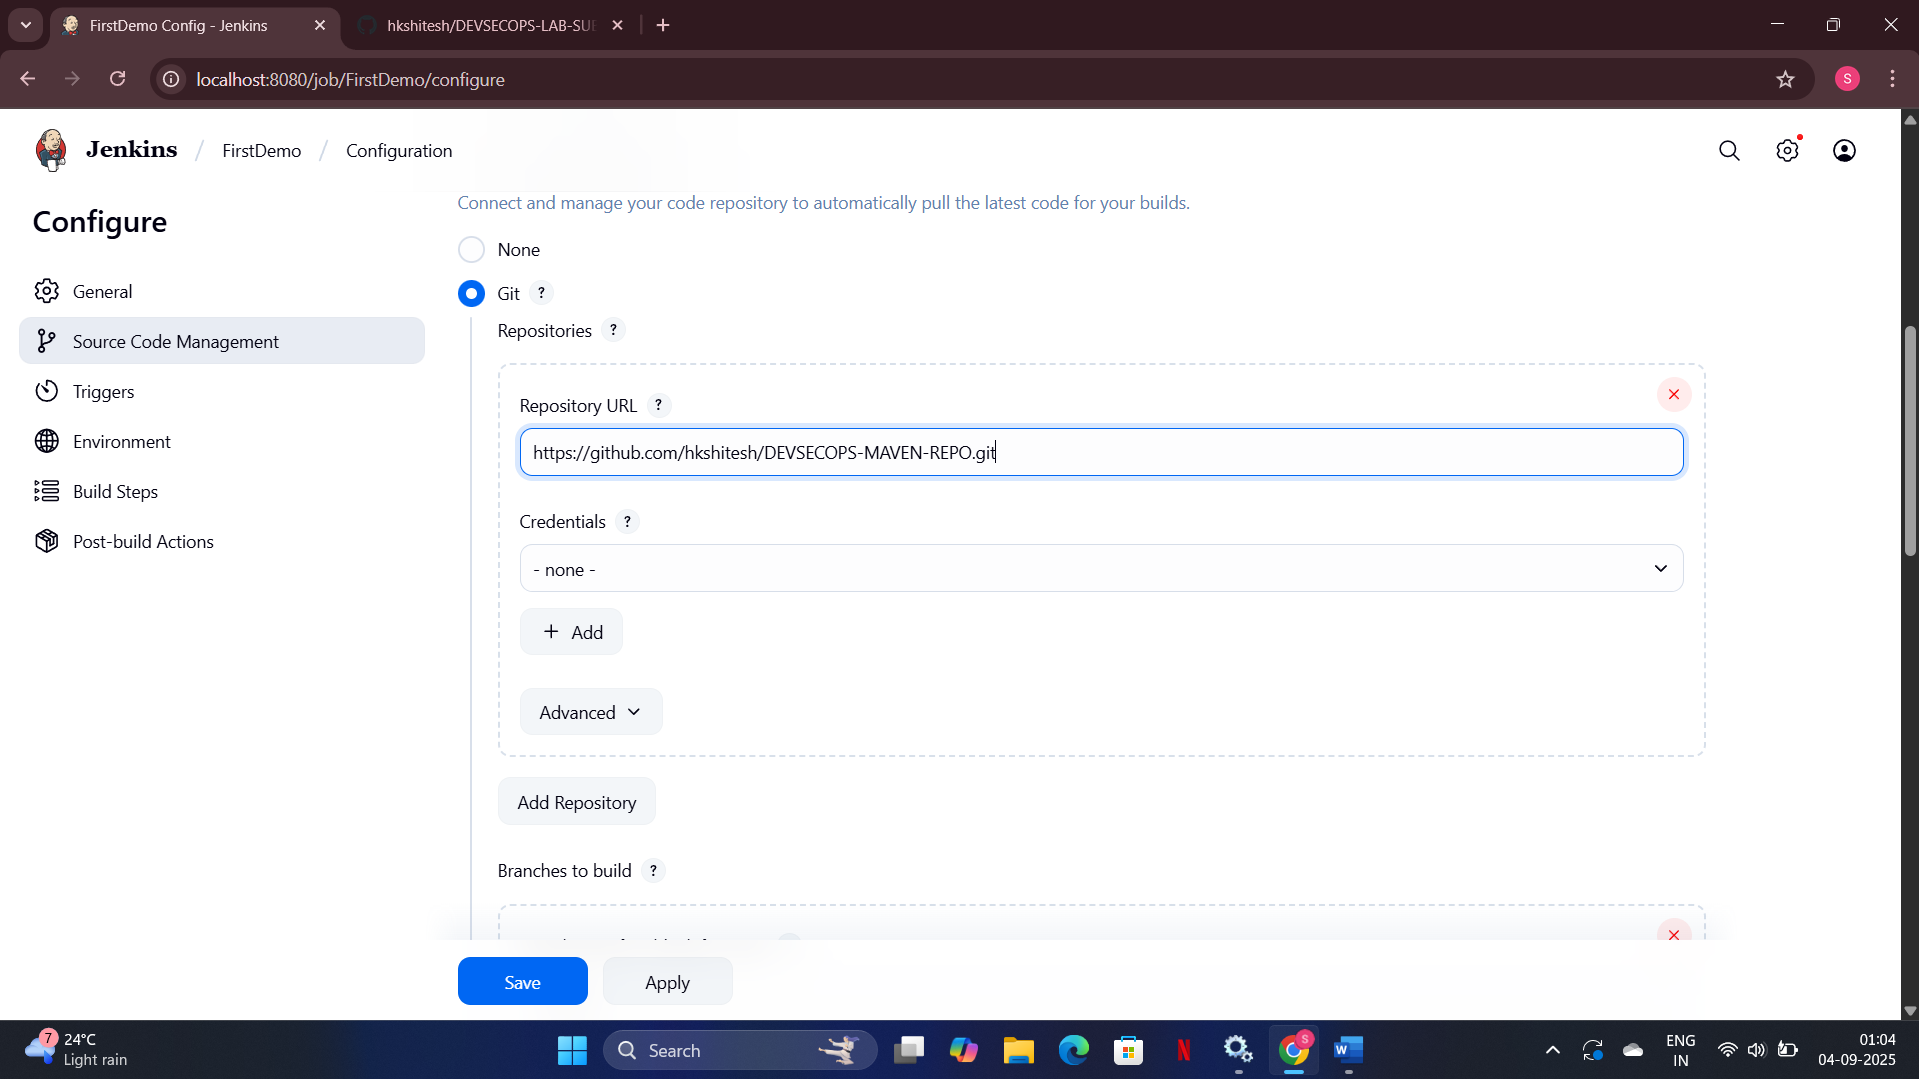 FirstDemo Config - Jenkins
hkshitesh/DEVSECOPS-LAB-SU
localhost:8080/job/FirstDemo/configure
S
Jenkins / FirstDemo / Configuration
Configure
General
Source Code Management
Triggers
Environment
Build Steps
Post-build Actions
Connect and manage your code repository to automatically pull the latest code for your builds.
None
Git ?
Repositories ?
Repository URL ?
https://github.com/hkshitesh/DEVSECOPS-MAVEN-REPO.git
Credentials ?
- none -
+ Add
Advanced
Add Repository
Branches to build ?
Save
Apply
7
24°C
Light rain
Search
S
ENG
IN
01:04
04-09-2025